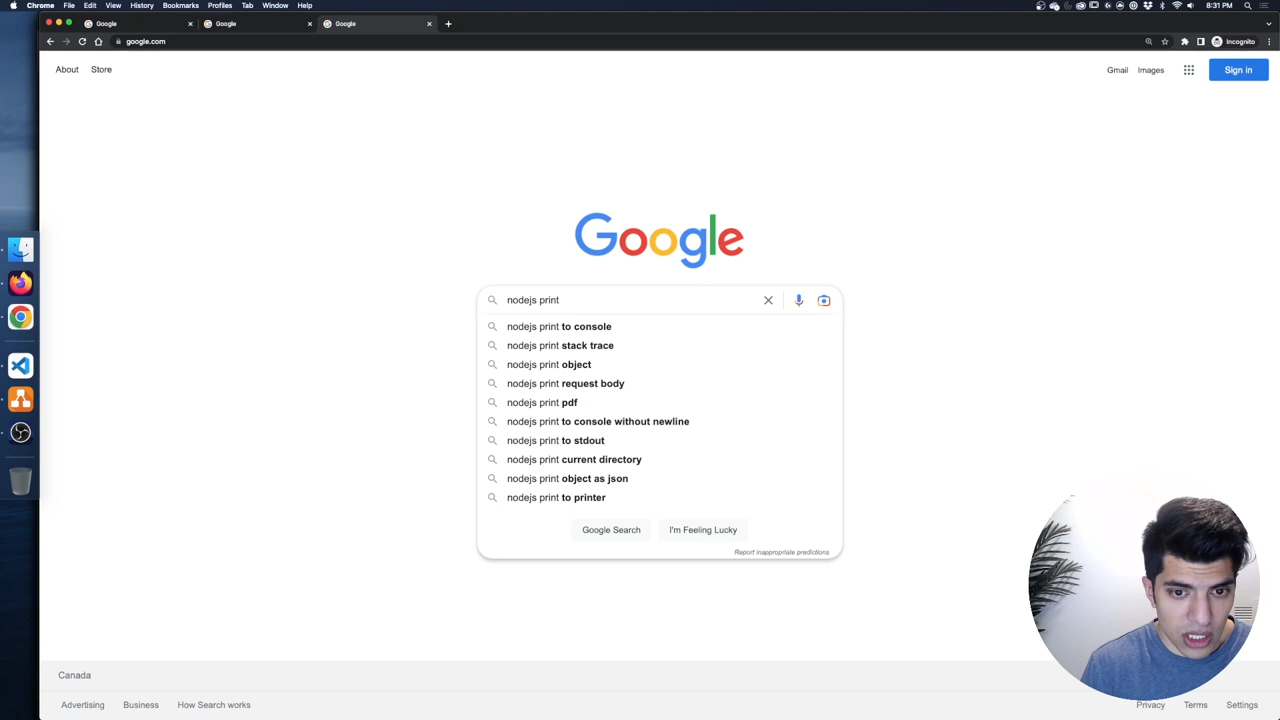 Chrome File Edit View History Bookmarks Profiles Tab Window Help 8:31 PM
Google Google Google
google.com Incognito
About Store Gmail Images Sign in
Google
nodejs print
nodejs print to console
nodejs print stack trace
nodejs print object
nodejs print request body
nodejs print pdf
nodejs print to console without newline
nodejs print to stdout
nodejs print current directory
nodejs print object as json
nodejs print to printer
Google Search I'm Feeling Lucky
Report inappropriate predictions
Canada
Advertising Business How Search works Privacy Terms Settings